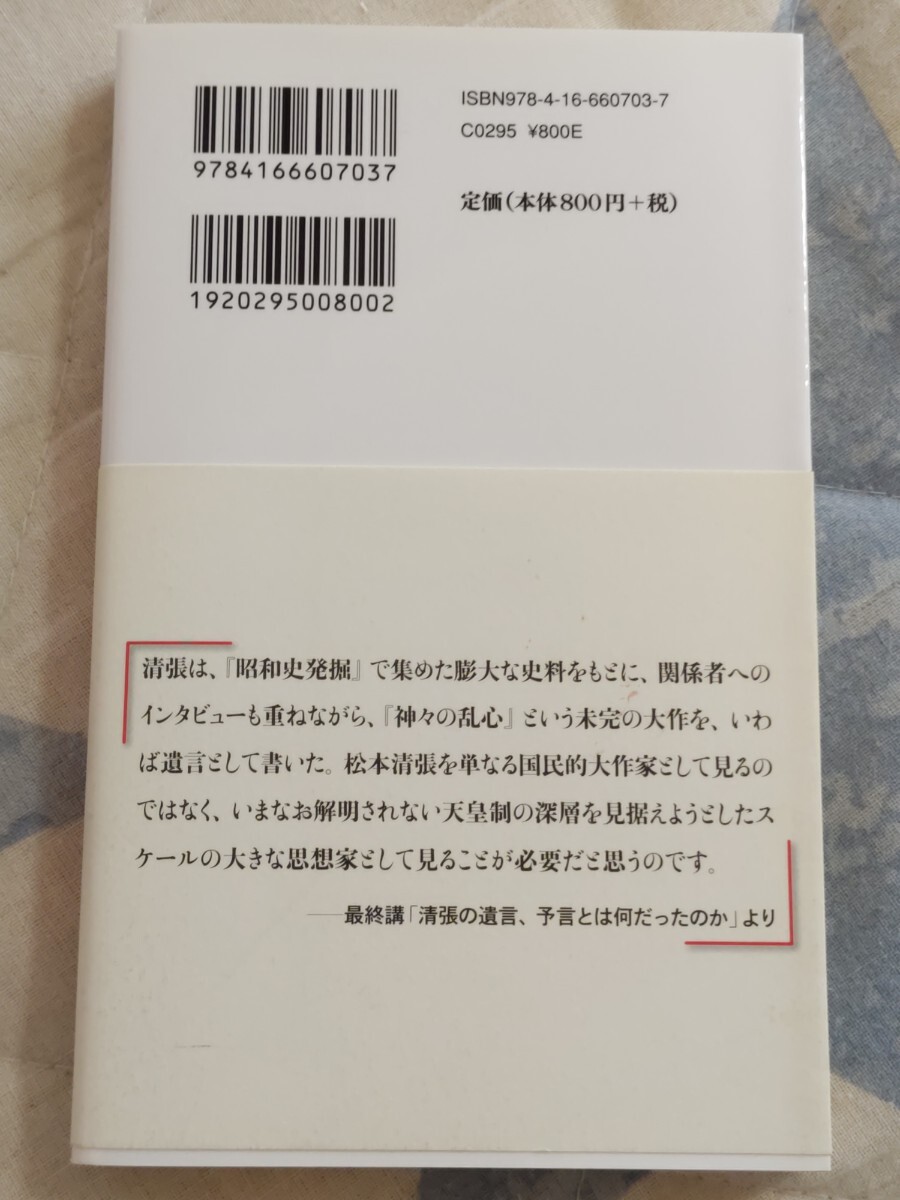 ISBN978-4-16-660703-7
C0295 ¥800E
9784166607037
定価(本体800円+税)
1920295008002
清張は、『昭和史発掘』で集めた膨大な史料をもとに、関係者への
インタビューも重ねながら、『神々の乱心』という未完の大作を、いわ
ば遺言として書いた。松本清張を単なる国民的大作家として見るの
ではなく、いまなお解明されない天皇制の深層を見据えようとしたス
ケールの大きな思想家として見ることが必要だと思うのです。
――最終講「清張の遺言、予言とは何だったのか」より